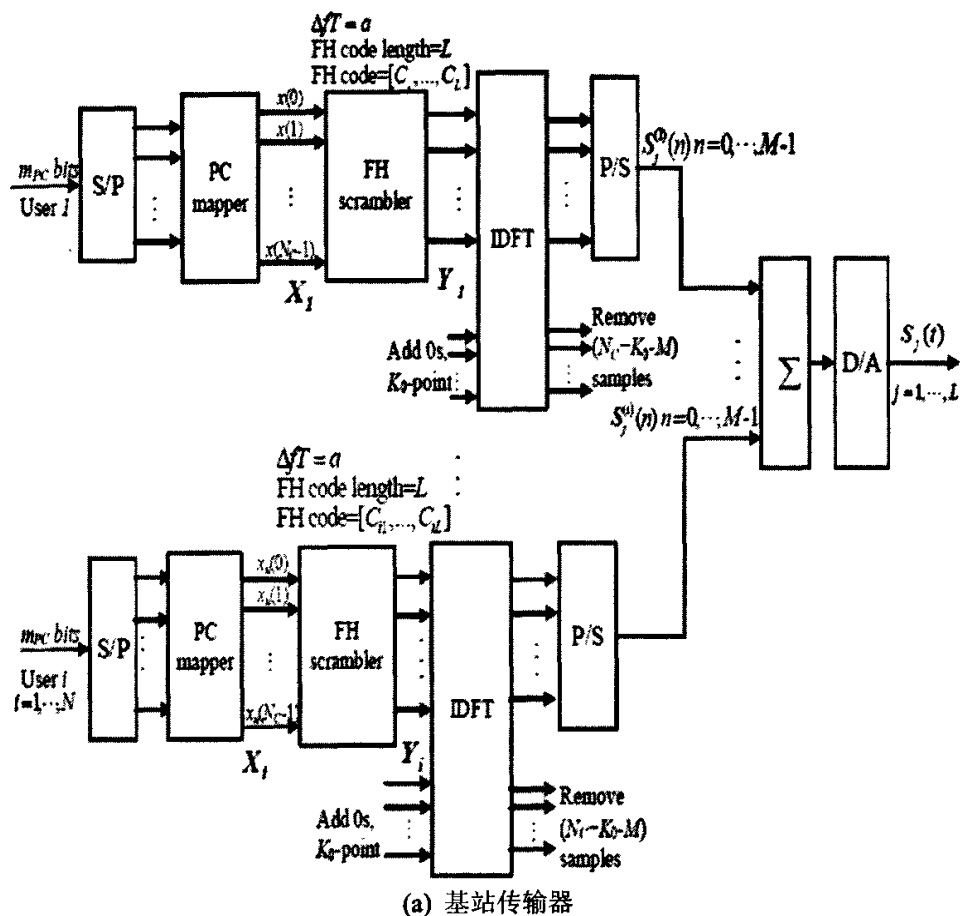 ΔfT = a
FH code length=L
FH code=[C , ..., C_L]
m_PC bits
User 1
S/P
PC mapper
x(0)
x(1)
x(N_C-1)
X_1
FH scrambler
Y_1
Add 0s,
K_0-point
IDFT
P/S
Remove
(N_C-K_0-M)
samples
S_j^(1)(n) n=0,⋯,M-1
S_j^(i)(n) n=0,⋯,M-1
Σ
D/A
S_j(t)
j=1,⋯,L
ΔfT = a
FH code length=L
FH code=[C_i1,...,C_iL]
m_PC bits
User i
i=1,⋯,N
S/P
PC mapper
x_N(0)
x_N(1)
x_N(N_C-1)
X_i
FH scrambler
Y_i
Add 0s,
K_0-point
IDFT
P/S
Remove
(N_C-K_0-M)
samples
(a) 基站传输器